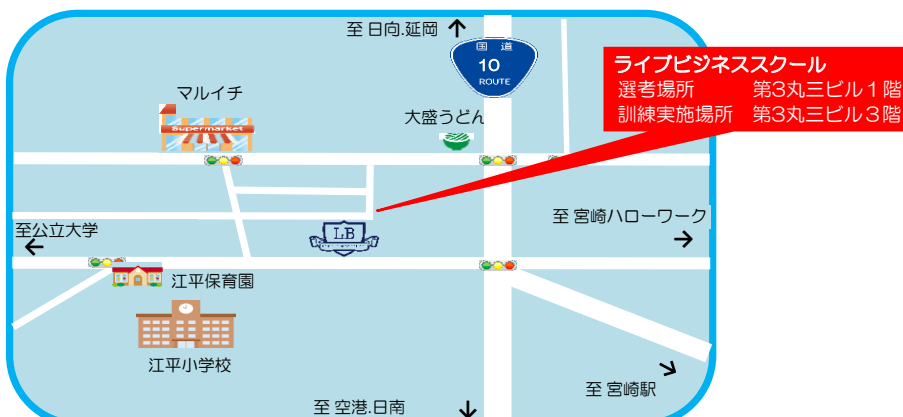 至 日向.延岡
国 道
10
ROUTE
ライブビジネススクール
選考場所 第3丸三ビル1階
訓練実施場所 第3丸三ビル3階
マルイチ
Supermarket
大盛うどん
至公立大学
LB
至 宮崎ハローワーク
江平保育園
江平小学校
至 宮崎駅
至 空港.日南